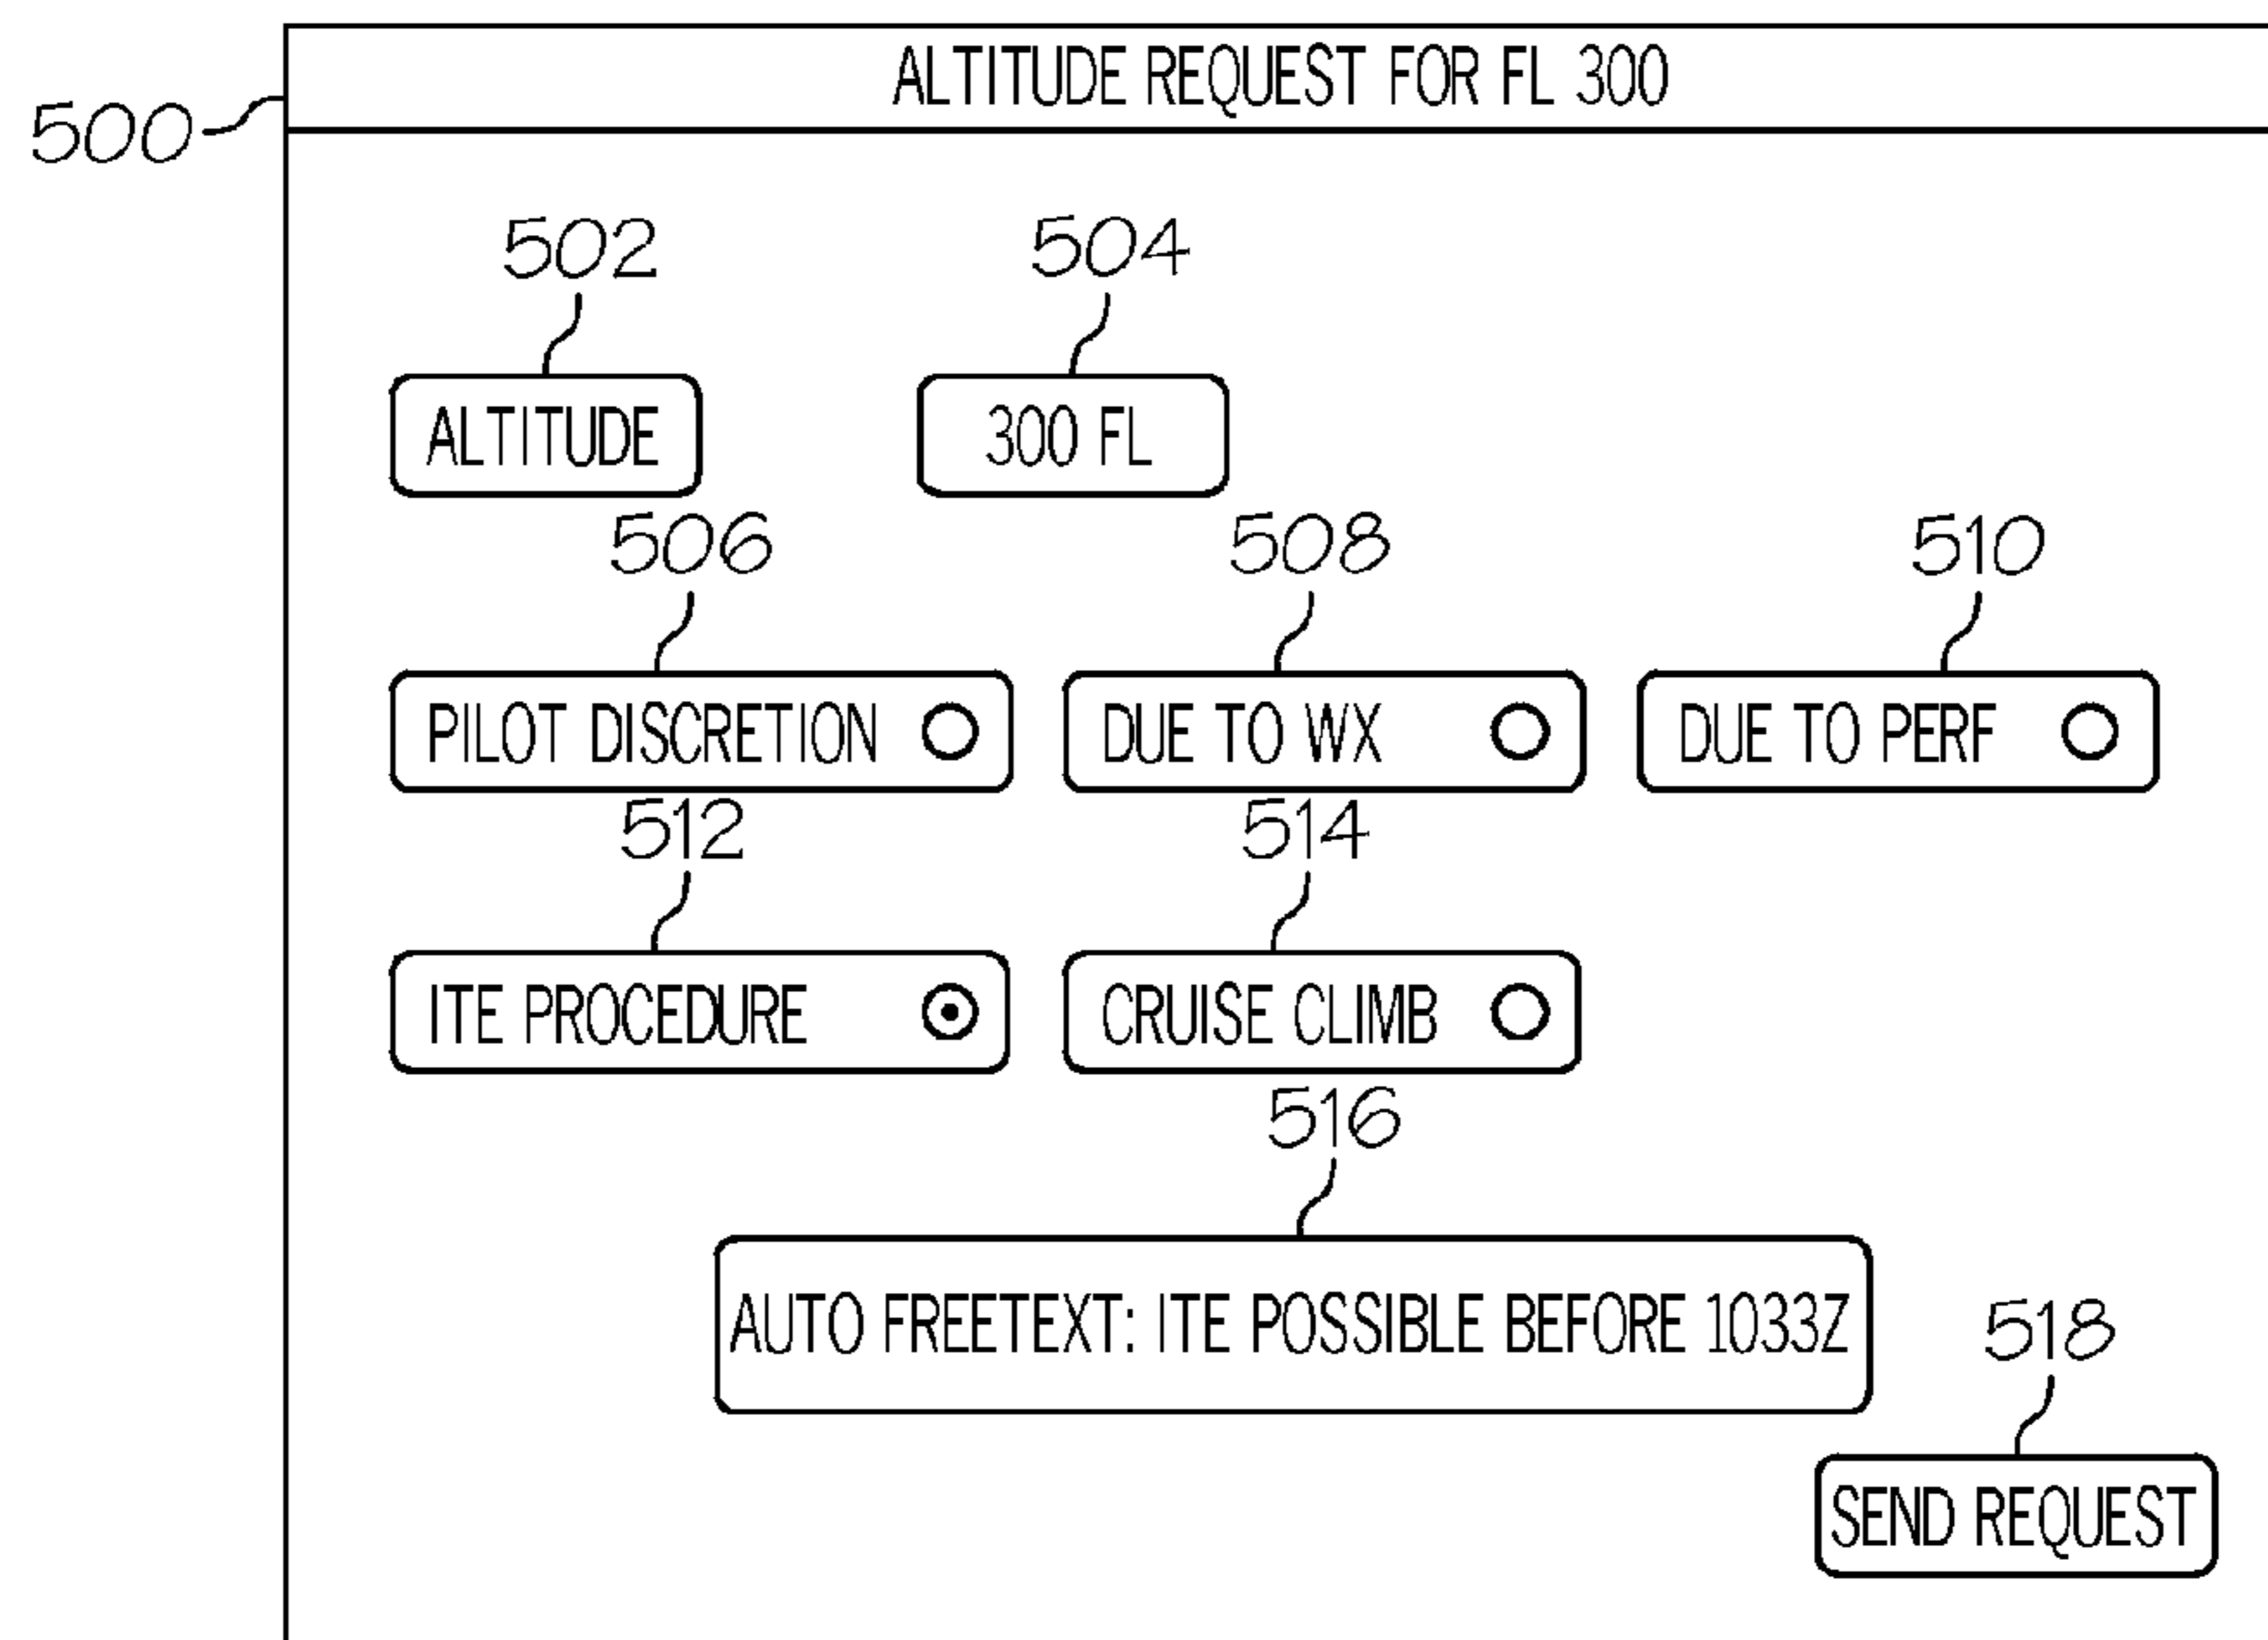 ALTITUDE REQUEST FOR FL 300
500
502 504
ALTITUDE 300 FL
506 508 510
PILOT DISCRETION DUE TO WX DUE TO PERF
512 514
ITE PROCEDURE CRUISE CLIMB
516
AUTO FREETEXT: ITE POSSIBLE BEFORE 1033Z
518
SEND REQUEST